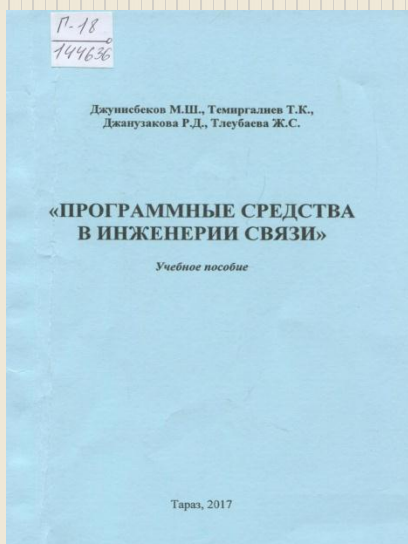 П-18
144636
Джунисбеков М.Ш., Темиргалиев Т.К.,
Джанузакова Р.Д., Тлеубаева Ж.С.
«ПРОГРАММНЫЕ СРЕДСТВА
В ИНЖЕНЕРИИ СВЯЗИ»
Учебное пособие
Тараз, 2017